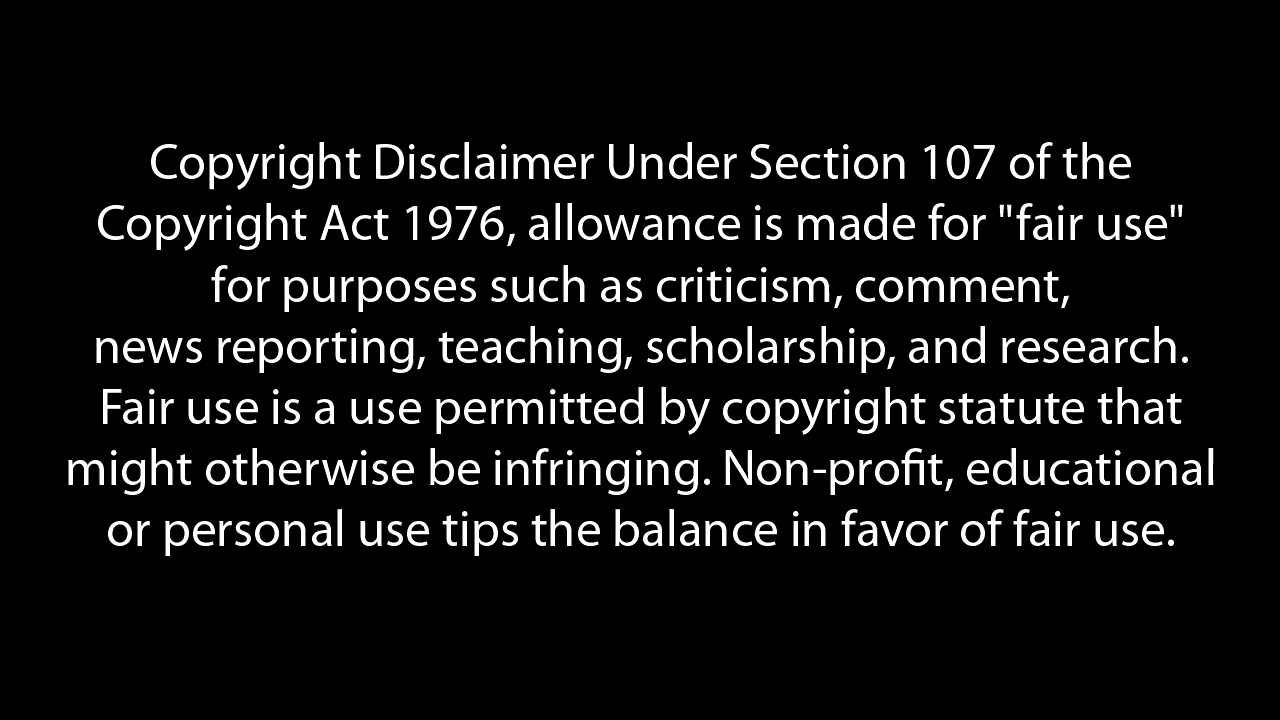 Copyright Disclaimer Under Section 107 of the
Copyright Act 1976, allowance is made for "fair use"
for purposes such as criticism, comment,
news reporting, teaching, scholarship, and research.
Fair use is a use permitted by copyright statute that
might otherwise be infringing. Non-profit, educational
or personal use tips the balance in favor of fair use.